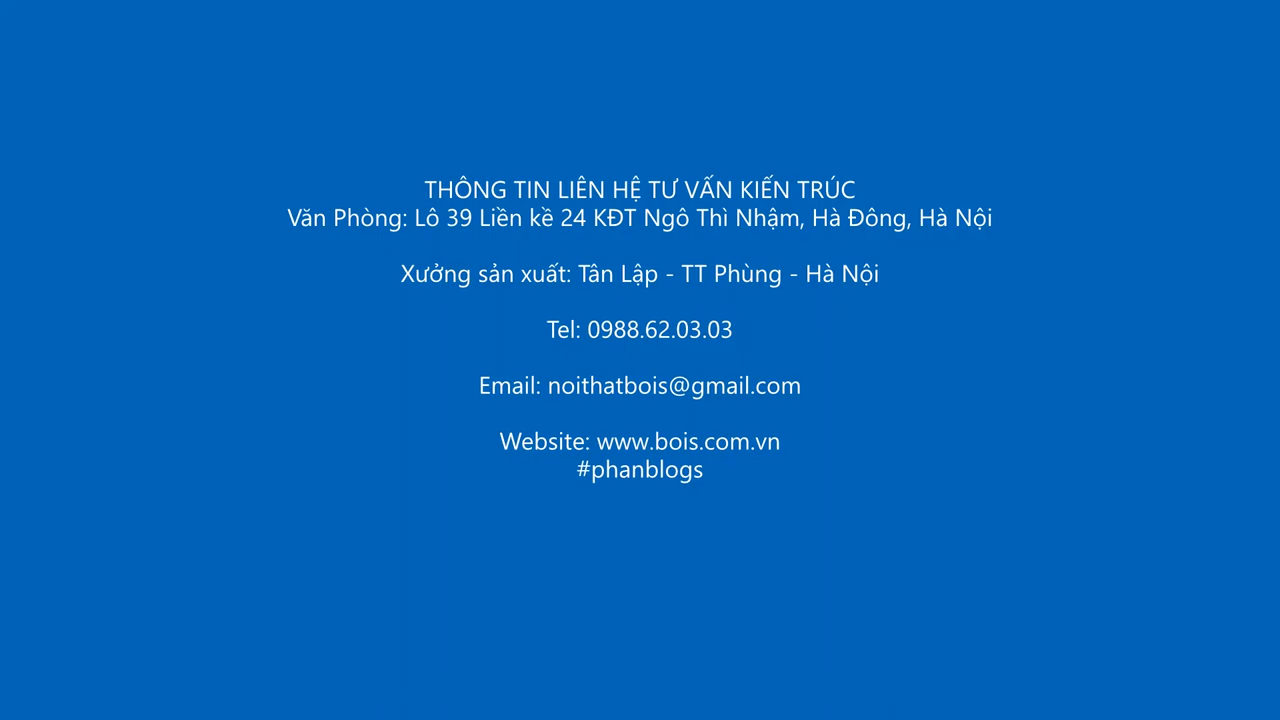 THÔNG TIN LIÊN HỆ TƯ VẤN KIẾN TRÚC
Văn Phòng: Lô 39 Liền kề 24 KĐT Ngô Thì Nhậm, Hà Đông, Hà Nội
Xưởng sản xuất: Tân Lập - TT Phùng - Hà Nội
Tel: 0988.62.03.03
Email: noithatbois@gmail.com
Website: www.bois.com.vn
#phanblogs